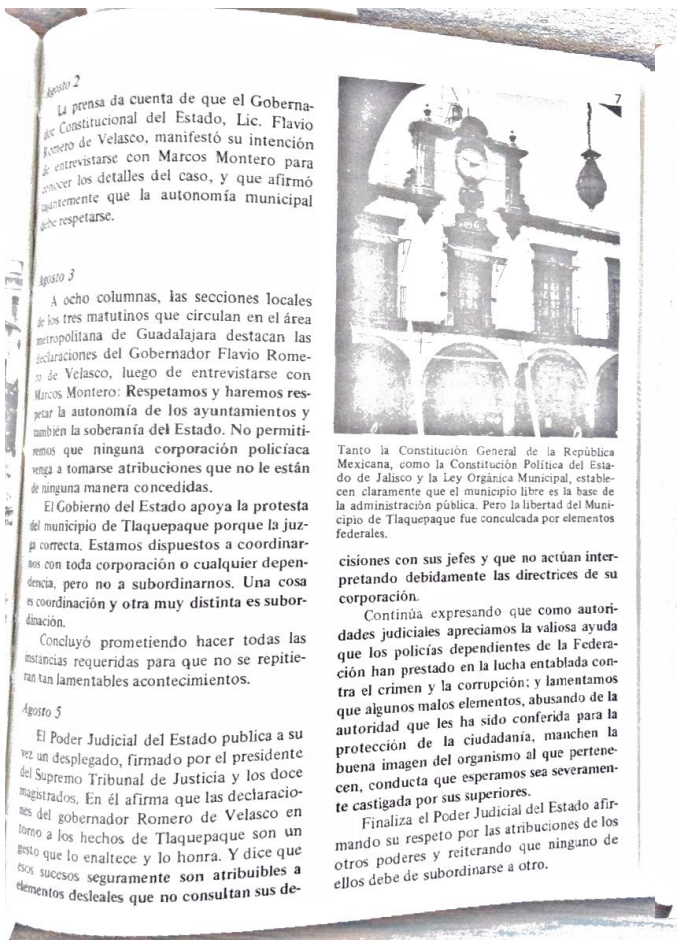 Agosto 2
La prensa da cuenta de que el Goberna-
dor Constitucional del Estado, Lic. Flavio
Romero de Velasco, manifestó su intención
de entrevistarse con Marcos Montero para
conocer los detalles del caso, y que afirmó
tajantemente que la autonomía municipal
debe respetarse.
Agosto 3
A ocho columnas, las secciones locales
de los tres matutinos que circulan en el área
metropolitana de Guadalajara destacan las
declaraciones del Gobernador Flavio Rome-
ro de Velasco, luego de entrevistarse con
Marcos Montero: Respetamos y haremos res-
petar la autonomía de los ayuntamientos y
también la soberanía del Estado. No permiti-
remos que ninguna corporación policíaca
venga a tomarse atribuciones que no le están
de ninguna manera concedidas.
El Gobierno del Estado apoya la protesta
del municipio de Tlaquepaque porque la juz-
ga correcta. Estamos dispuestos a coordinar-
nos con toda corporación o cualquier depen-
dencia, pero no a subordinarnos. Una cosa
es coordinación y otra muy distinta es subor-
dinación.
Concluyó prometiendo hacer todas las
instancias requeridas para que no se repitie-
ran tan lamentables acontecimientos.
Agosto 5
El Poder Judicial del Estado publica a su
vez un desplegado, firmado por el presidente
del Supremo Tribunal de Justicia y los doce
magistrados. En él afirma que las declaracio-
nes del gobernador Romero de Velasco en
torno a los hechos de Tlaquepaque son un
gesto que lo enaltece y lo honra. Y dice que
esos sucesos seguramente son atribuibles a
elementos desleales que no consultan sus de-
7
Tanto la Constitución General de la República
Mexicana, como la Constitución Política del Esta-
do de Jalisco y la Ley Orgánica Municipal, estable-
cen claramente que el municipio libre es la base de
la administración pública. Pero la libertad del Muni-
cipio de Tlaquepaque fue conculcada por elementos
federales.
cisiones con sus jefes y que no actúan inter-
pretando debidamente las directrices de su
corporación.
Continúa expresando que como autori-
dades judiciales apreciamos la valiosa ayuda
que los policías dependientes de la Federa-
ción han prestado en la lucha entablada con-
tra el crimen y la corrupción; y lamentamos
que algunos malos elementos, abusando de la
autoridad que les ha sido conferida para la
protección de la ciudadanía, manchen la
buena imagen del organismo al que pertene-
cen, conducta que esperamos sea severamen-
te castigada por sus superiores.
Finaliza el Poder Judicial del Estado afir-
mando su respeto por las atribuciones de los
otros poderes y reiterando que ninguno de
ellos debe de subordinarse a otro.